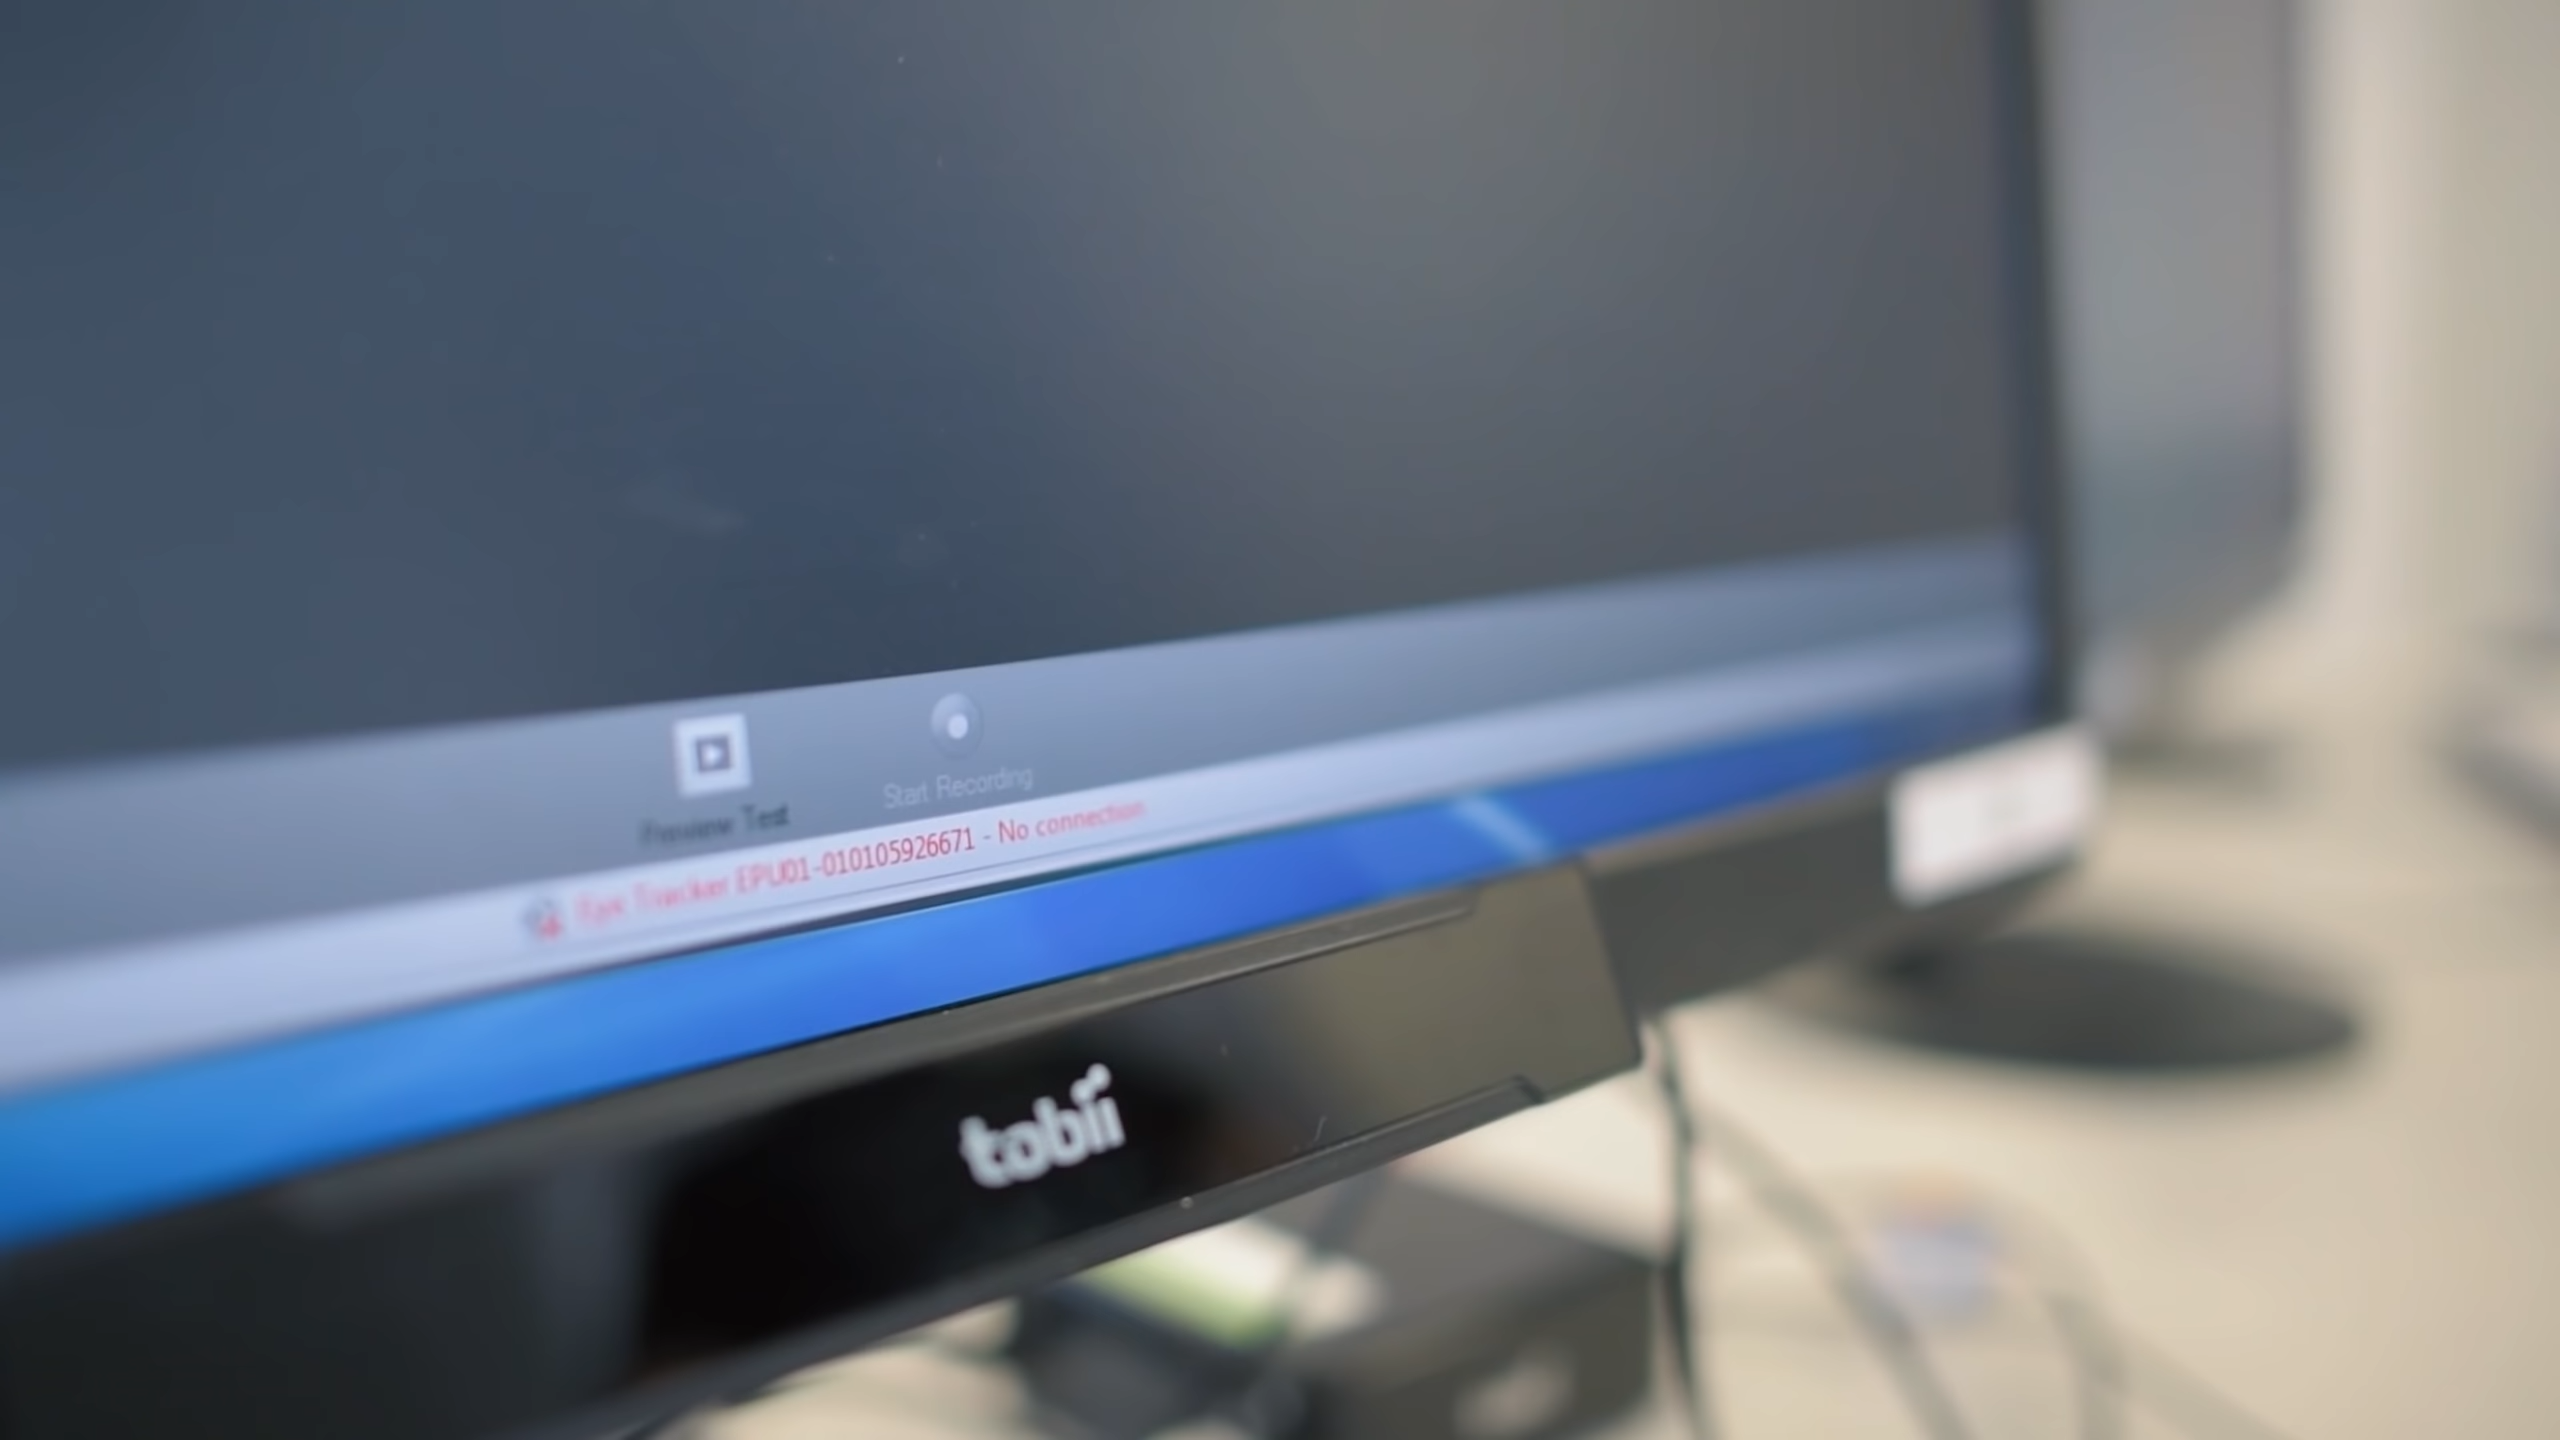 Preview Test
Start Recording
Eye Tracker EPU01-010105926671 - No connection
tobii